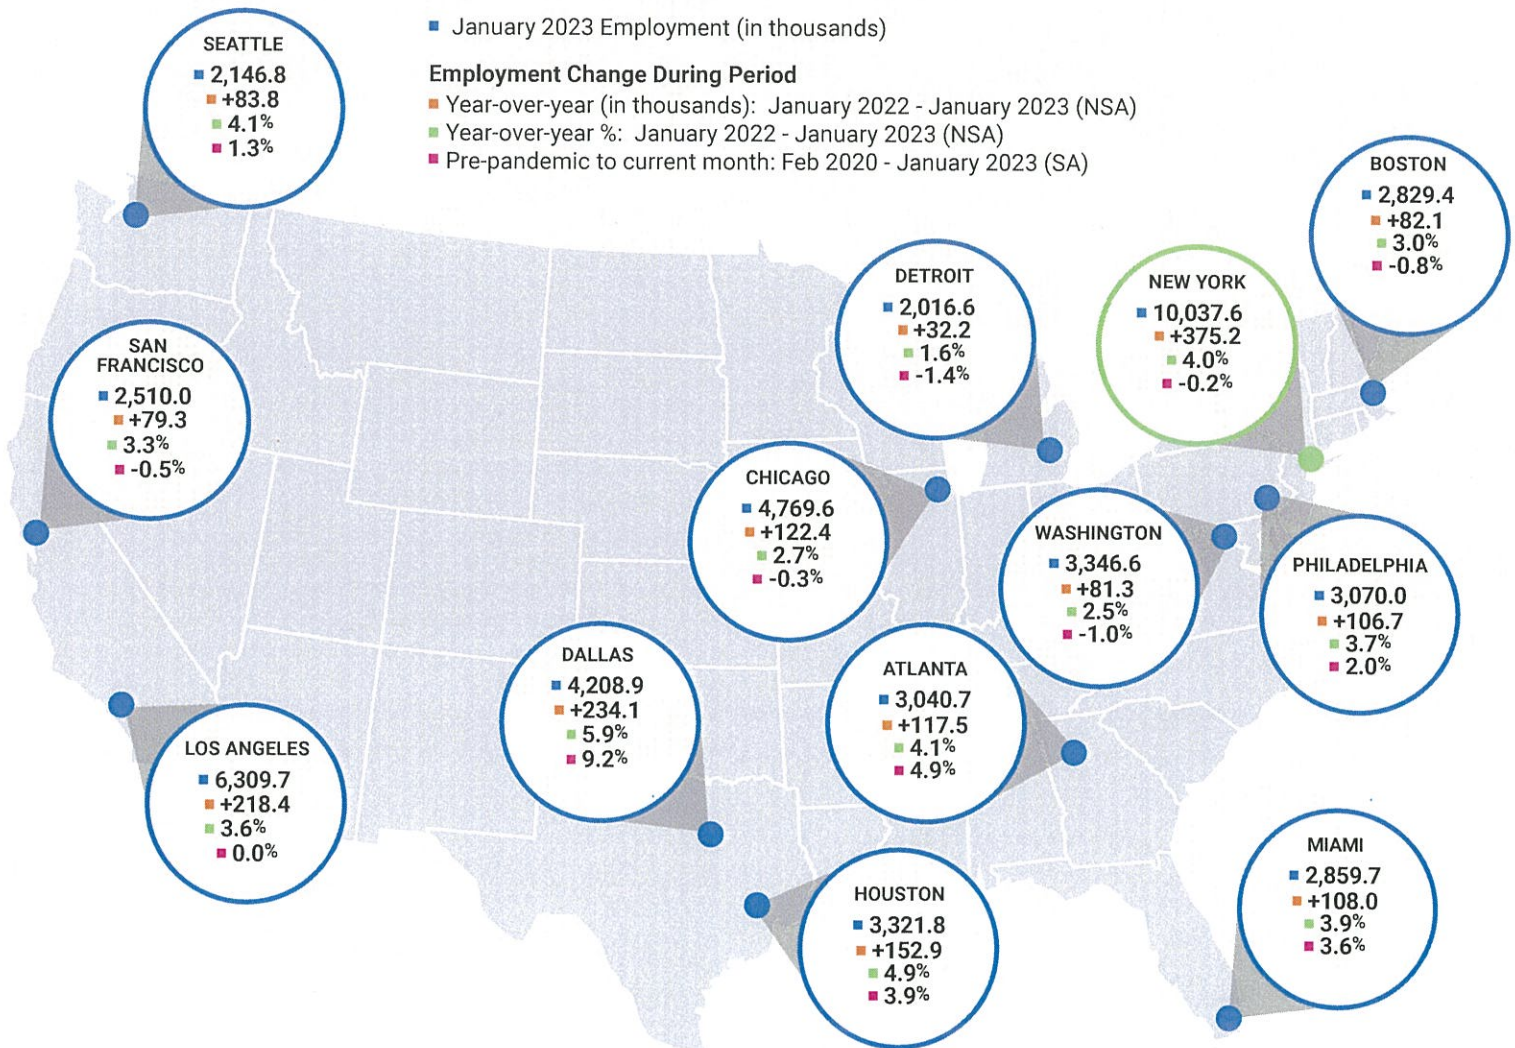 January 2023 Employment (in thousands)
Employment Change During Period
Year-over-year (in thousands): January 2022 - January 2023 (NSA)
Year-over-year %: January 2022 - January 2023 (NSA)
Pre-pandemic to current month: Feb 2020 - January 2023 (SA)
SEATTLE
2,146.8
+83.8
4.1%
1.3%
BOSTON
2,829.4
+82.1
3.0%
-0.8%
DETROIT
2,016.6
+32.2
1.6%
-1.4%
NEW YORK
10,037.6
+375.2
4.0%
-0.2%
SAN
FRANCISCO
2,510.0
+79.3
3.3%
-0.5%
CHICAGO
4,769.6
+122.4
2.7%
-0.3%
WASHINGTON
3,346.6
+81.3
2.5%
-1.0%
PHILADELPHIA
3,070.0
+106.7
3.7%
2.0%
DALLAS
4,208.9
+234.1
5.9%
9.2%
ATLANTA
3,040.7
+117.5
4.1%
4.9%
LOS ANGELES
6,309.7
+218.4
3.6%
0.0%
HOUSTON
3,321.8
+152.9
4.9%
3.9%
MIAMI
2,859.7
+108.0
3.9%
3.6%